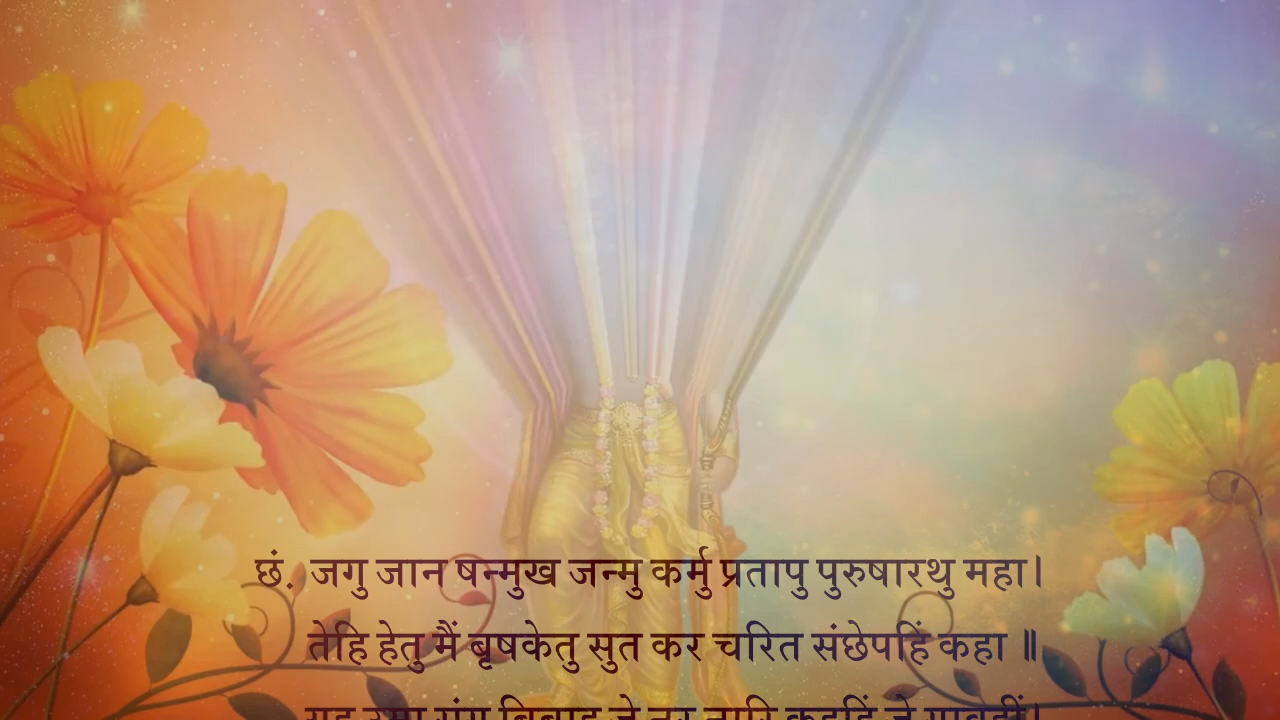 छं. जगु जान षन्मुख जन्मु कर्मु प्रतापु पुरुषारथु महा।
तेहि हेतु मैं बृषकेतु सुत कर चरित संछेपहिं कहा ॥